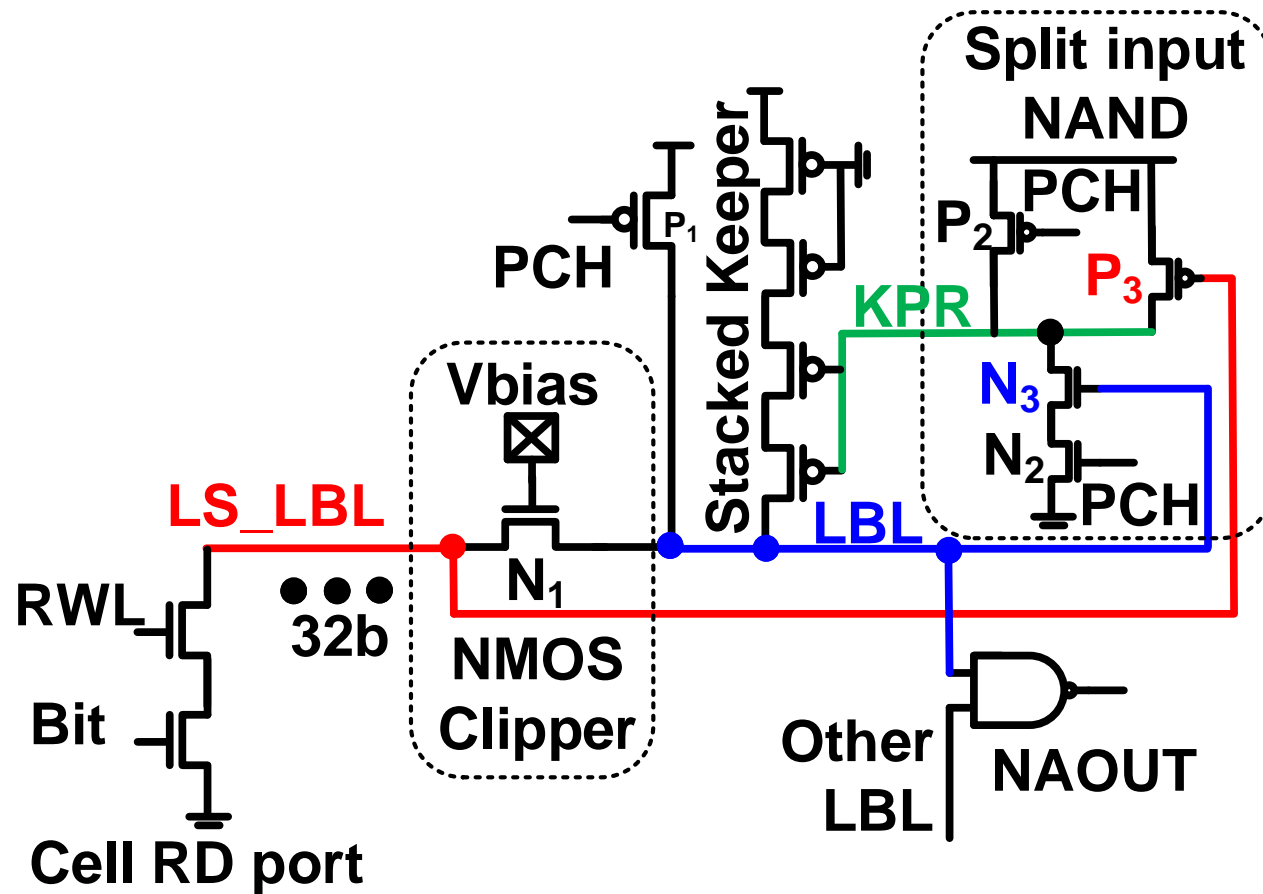 Split input
NAND
PCH
P2
P3
Stacked Keeper
P1
PCH
KPR
Vbias
N3
N2
PCH
LS_LBL
LBL
N1
RWL
32b
NMOS
Clipper
Bit
Other
LBL
NAOUT
Cell RD port